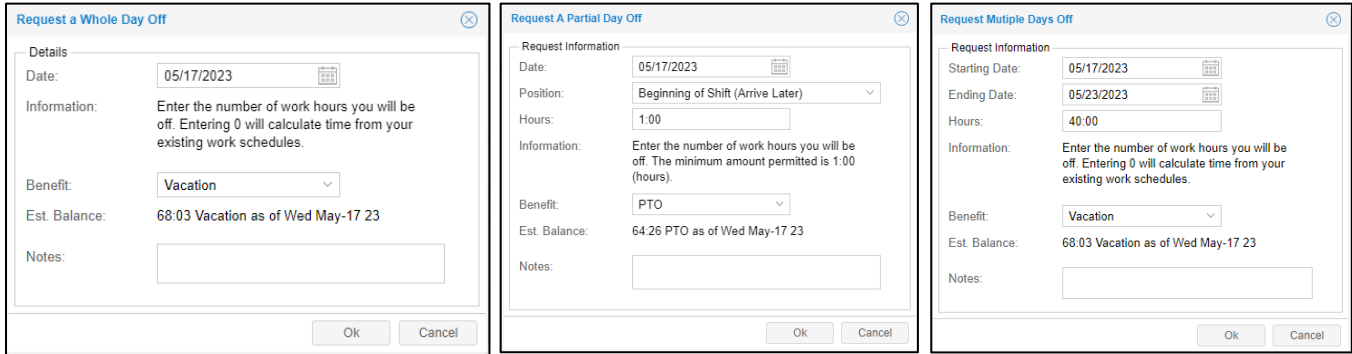 Request a Whole Day Off
Details
Date: 05/17/2023
Information: Enter the number of work hours you will be
off. Entering 0 will calculate time from your
existing work schedules.
Benefit: Vacation
Est. Balance: 68:03 Vacation as of Wed May-17 23
Notes:
Ok Cancel
Request A Partial Day Off
Request Information
Date: 05/17/2023
Position: Beginning of Shift (Arrive Later)
Hours: 1:00
Information: Enter the number of work hours you will be
off. The minimum amount permitted is 1:00
(hours).
Benefit: PTO
Est. Balance: 64:26 PTO as of Wed May-17 23
Notes:
Ok Cancel
Request Mutiple Days Off
Request Information
Starting Date: 05/17/2023
Ending Date: 05/23/2023
Hours: 40:00
Information: Enter the number of work hours you will be
off. Entering 0 will calculate time from your
existing work schedules.
Benefit: Vacation
Est. Balance: 68:03 Vacation as of Wed May-17 23
Notes:
Ok Cancel